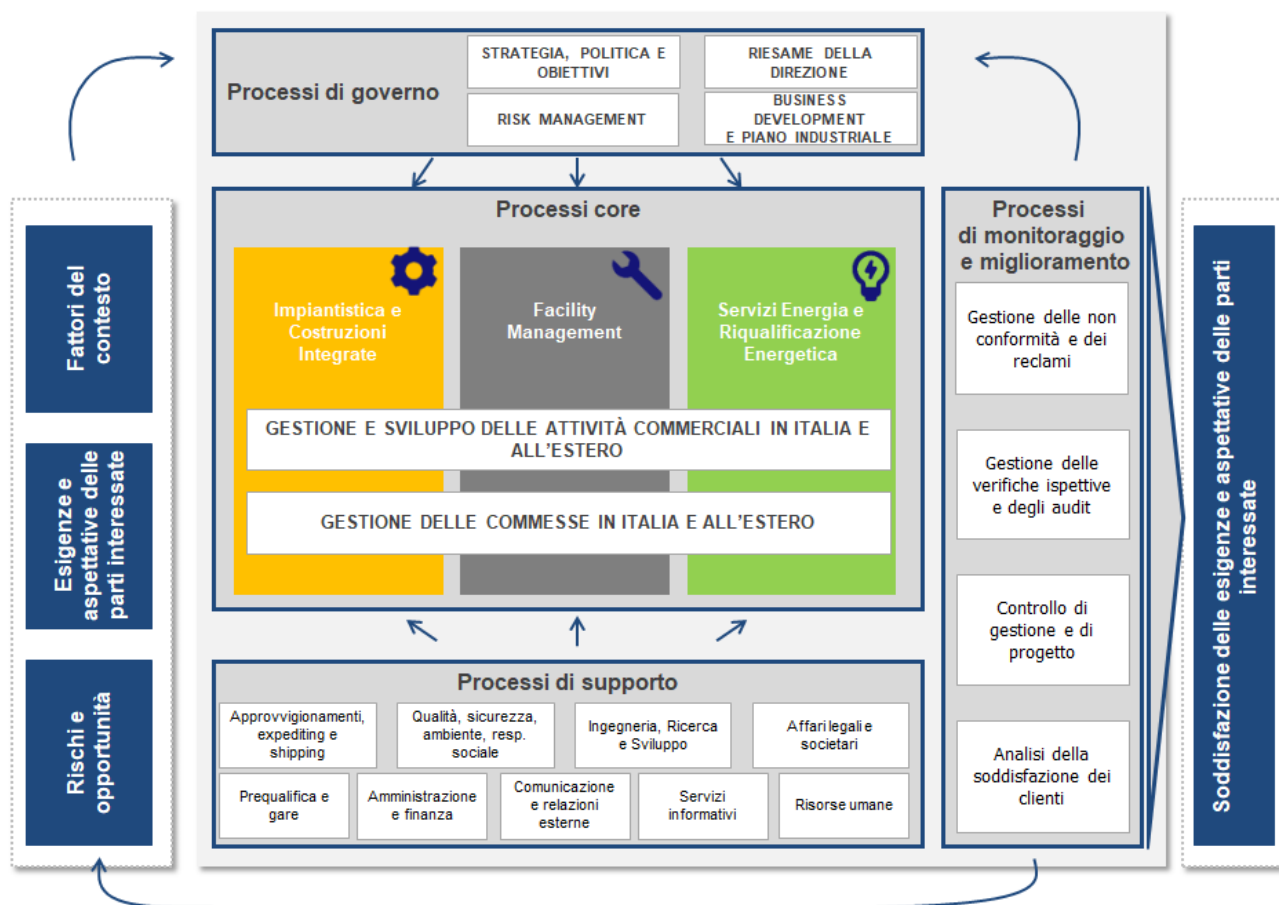 Processi di governo
STRATEGIA, POLITICA E
OBIETTIVI
RIESAME DELLA
DIREZIONE
RISK MANAGEMENT
BUSINESS
DEVELOPMENT
E PIANO INDUSTRIALE
Fattori del
contesto
Esigenze e
aspettative delle
parti interessate
Rischi e
opportunità
Processi core
Impiantistica e
Costruzioni
Integrate
Facility
Management
Servizi Energia e
Riqualificazione
Energetica
GESTIONE E SVILUPPO DELLE ATTIVITÀ COMMERCIALI IN ITALIA E
ALL'ESTERO
GESTIONE DELLE COMMESSE IN ITALIA E ALL'ESTERO
Processi di supporto
Approvvigionamenti,
expediting e
shipping
Qualità, sicurezza,
ambiente, resp.
sociale
Ingegneria, Ricerca
e Sviluppo
Affari legali e
societari
Prequalifica e
gare
Amministrazione
e finanza
Comunicazione
e relazioni
esterne
Servizi
informativi
Risorse umane
Processi
di monitoraggio
e miglioramento
Gestione delle non
conformità e dei
reclami
Gestione delle
verifiche ispettive
e degli audit
Controllo di
gestione e di
progetto
Analisi della
soddisfazione dei
clienti
Soddisfazione delle esigenze e aspettative delle parti
interessate